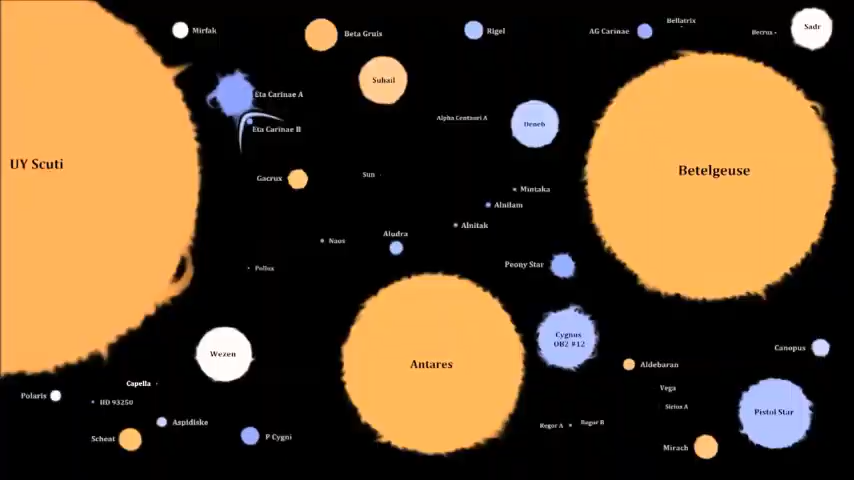 Mirfak
Beta Gruis
Rigel
AG Carinae
Bellatrix
Becrux
Sadr
Suhail
Eta Carinae A
Eta Carinae B
Alpha Centauri A
Deneb
UY Scuti
Betelgeuse
Gacrux
Sun
Mintaka
Alnilam
Alnitak
Naos
Aludra
Peony Star
Pollux
Wezen
Antares
Cygnus
OB2 #12
Canopus
Aldebaran
Polaris
Capella
HD 93250
Vega
Sirius A
Pistol Star
Aspidiske
Scheat
P Cygni
Regor A
Regor B
Mirach